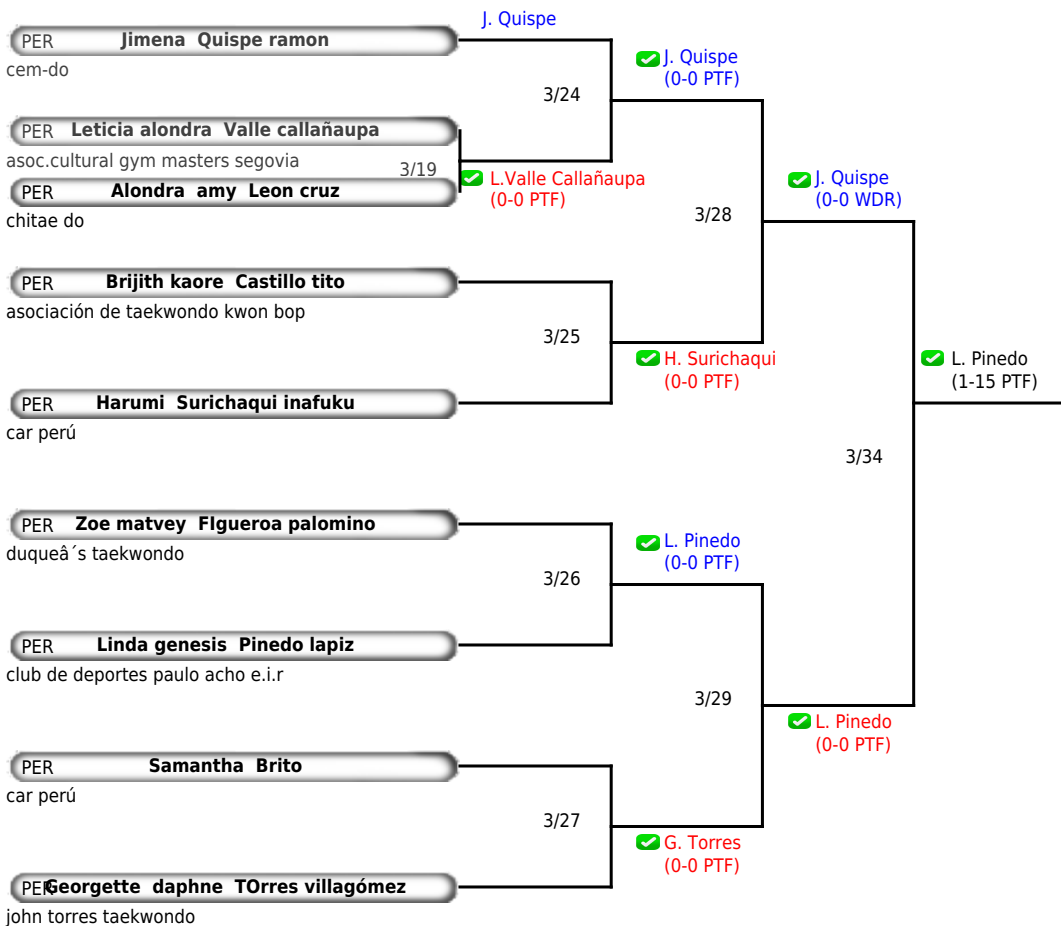 J. Quispe
PER Jimena Quispe ramon
cem-do
J. Quispe
(0-0 PTF)
3/24
PER Leticia alondra Valle callañaupa
asoc.cultural gym masters segovia
3/19
L.Valle Callañaupa
(0-0 PTF)
PER Alondra amy Leon cruz
chitae do
J. Quispe
(0-0 WDR)
3/28
PER Brijith kaore Castillo tito
asociación de taekwondo kwon bop
3/25
H. Surichaqui
(0-0 PTF)
L. Pinedo
(1-15 PTF)
PER Harumi Surichaqui inafuku
car perú
3/34
PER Zoe matvey FIgueroa palomino
duqueâ´s taekwondo
L. Pinedo
(0-0 PTF)
3/26
PER Linda genesis Pinedo lapiz
club de deportes paulo acho e.i.r
3/29
L. Pinedo
(0-0 PTF)
PER Samantha Brito
car perú
3/27
G. Torres
(0-0 PTF)
PER Georgette daphne TOrres villagómez
john torres taekwondo